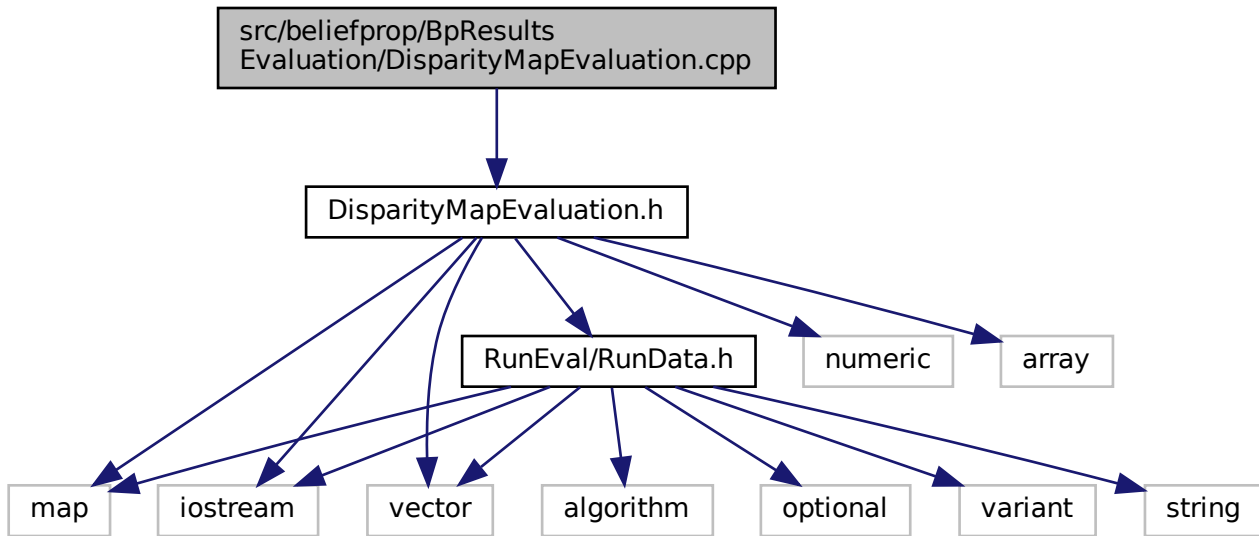 src/beliefprop/BpResults
Evaluation/DisparityMapEvaluation.cpp
DisparityMapEvaluation.h
RunEval/RunData.h
numeric
array
map
iostream
vector
algorithm
optional
variant
string